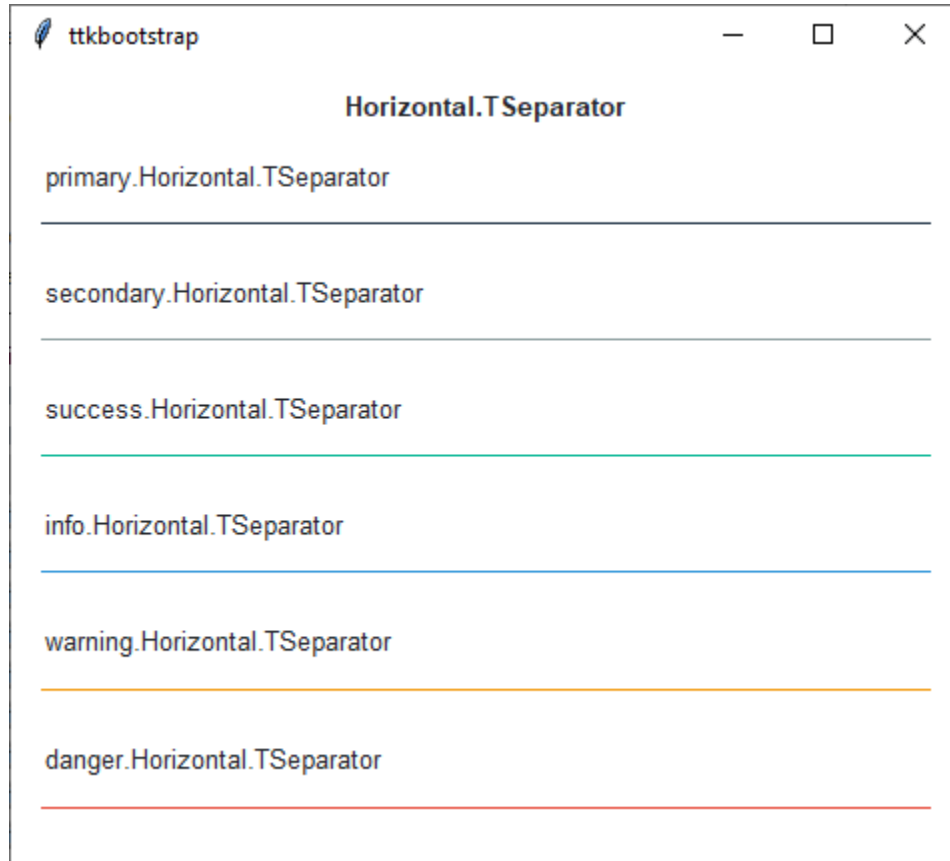 ttkbootstrap
Horizontal.TSeparator
primary.Horizontal.TSeparator
secondary.Horizontal.TSeparator
success.Horizontal.TSeparator
info.Horizontal.TSeparator
warning.Horizontal.TSeparator
danger.Horizontal.TSeparator